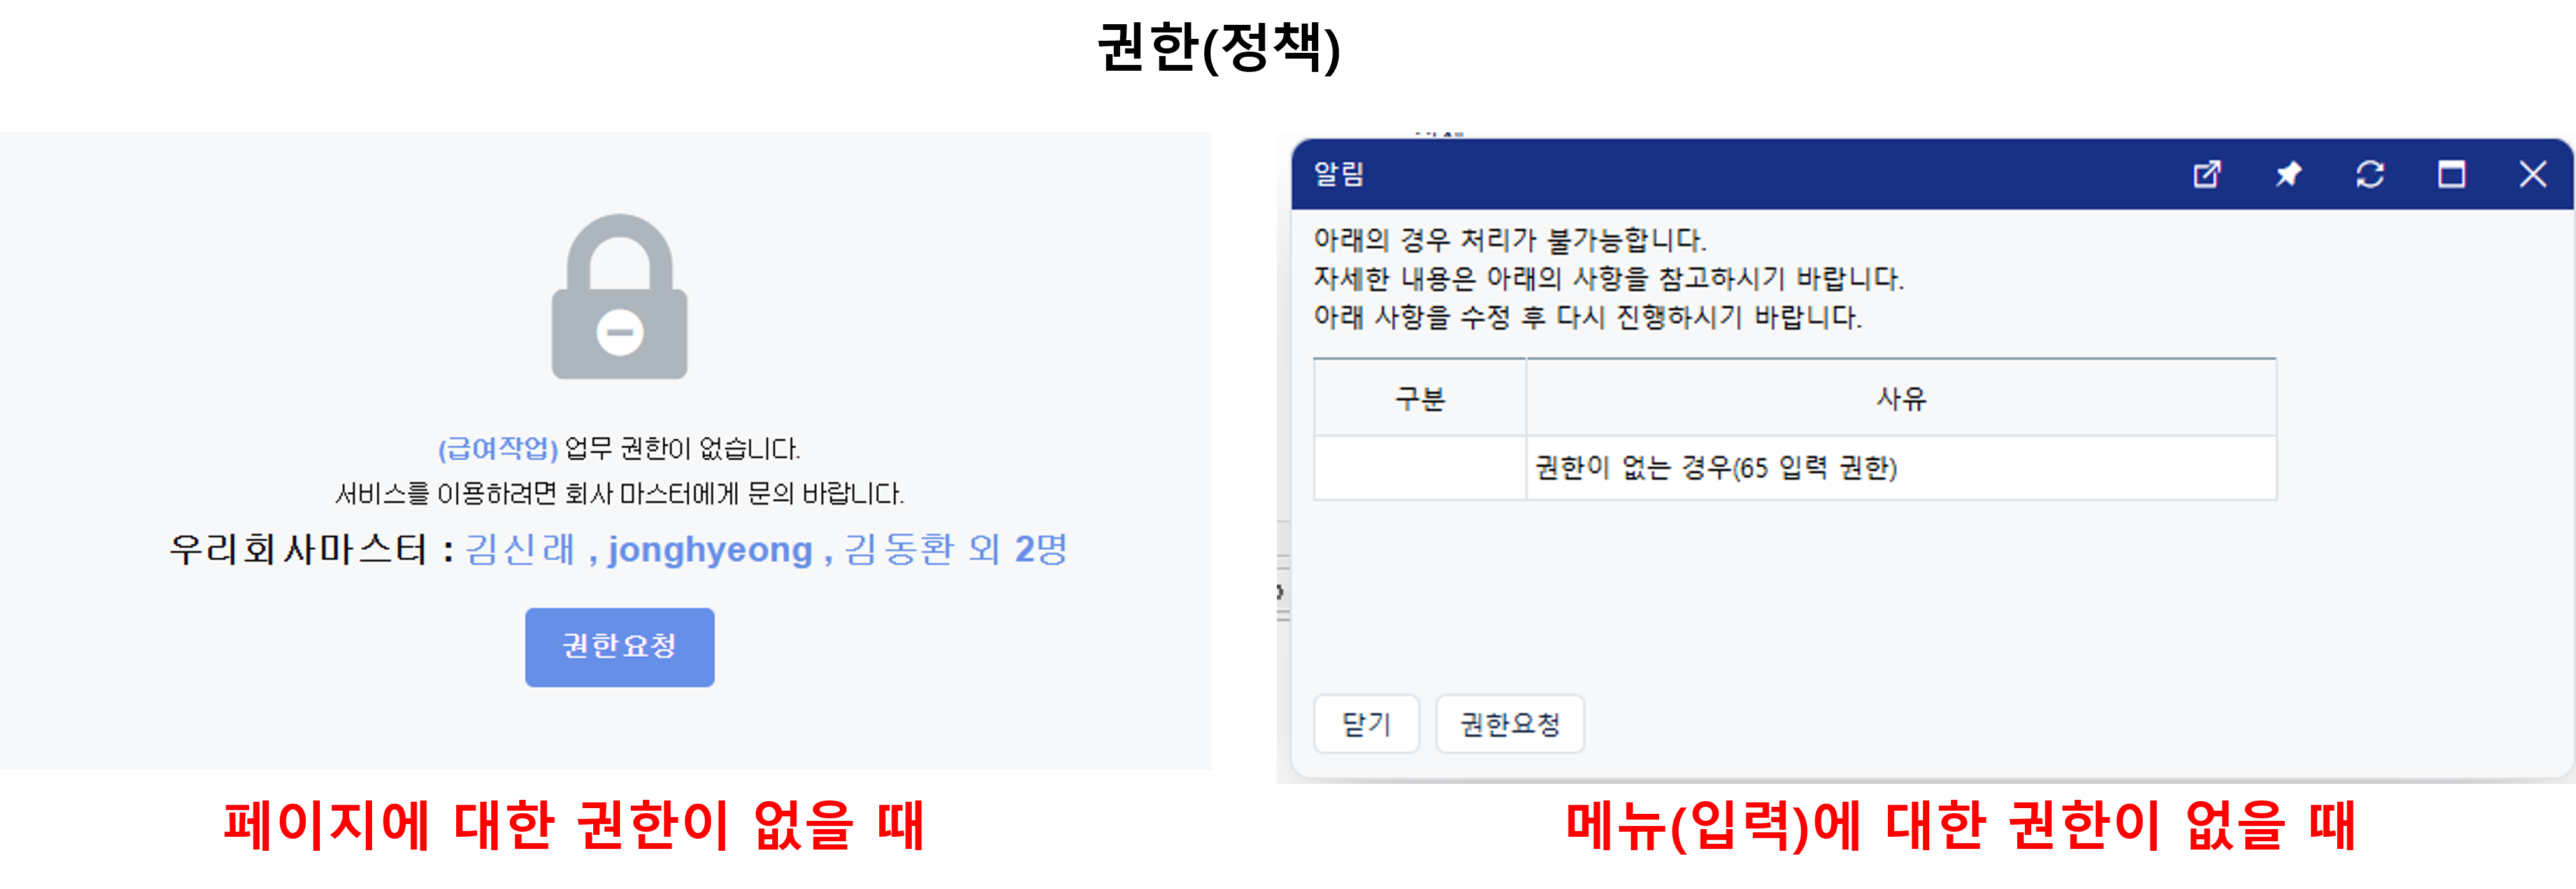 권한(정책)
(급여작업) 업무 권한이 없습니다.
서비스를 이용하려면 회사 마스터에게 문의 바랍니다.
우리회사마스터 : 김신래 , jonghyeong , 김동환 외 2명
권한요청
페이지에 대한 권한이 없을 때
알림
아래의 경우 처리가 불가능합니다.
자세한 내용은 아래의 사항을 참고하시기 바랍니다.
아래 사항을 수정 후 다시 진행하시기 바랍니다.
구분 사유
권한이 없는 경우(65 입력 권한)
닫기 권한요청
메뉴(입력)에 대한 권한이 없을 때